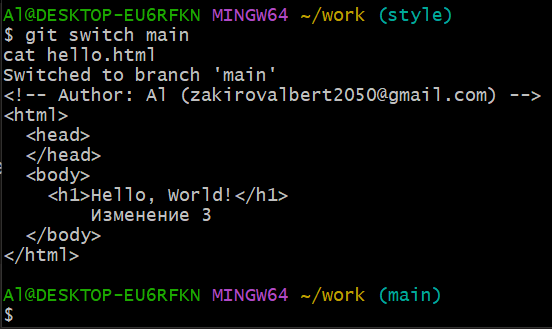 Al@DESKTOP-EU6RFKN MINGW64 ~/work (style)
$ git switch main
cat hello.html
Switched to branch 'main'
<!-- Author: Al (zakirovalbert2050@gmail.com) -->
<html>
  <head>
  </head>
  <body>
    <h1>Hello, World!</h1>
        Изменение 3
  </body>
</html>

Al@DESKTOP-EU6RFKN MINGW64 ~/work (main)
$